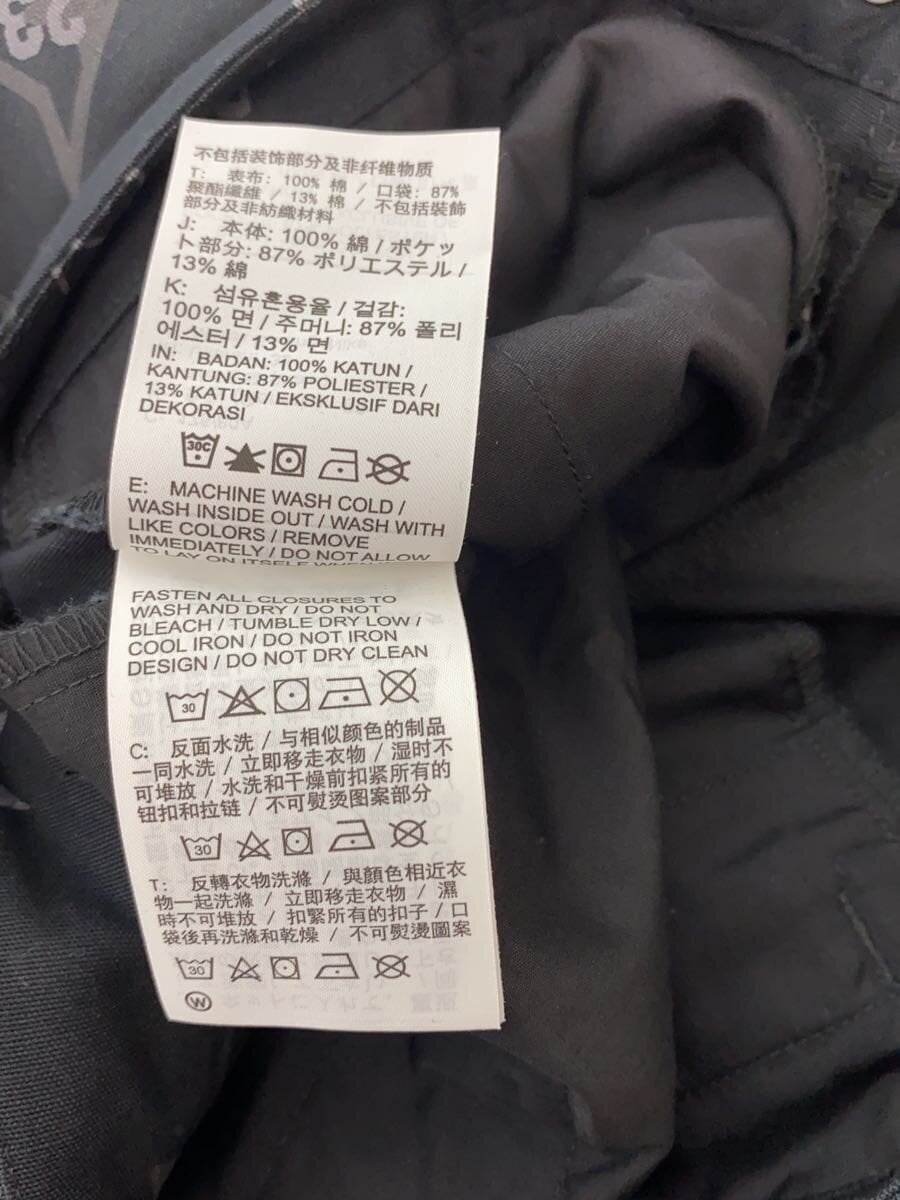 23
不包括装饰部分及非纤维物质
T: 表布: 100% 棉 / 口袋: 87%
聚酯纖維 / 13% 棉 / 不包括裝飾
部分及非紡織材料
J: 本体: 100% 綿 / ポケッ
ト部分: 87% ポリエステル /
13% 綿
K: 섬유혼용율 / 겉감:
100% 면 / 주머니: 87% 폴리
에스터 / 13% 면
IN: BADAN: 100% KATUN /
KANTUNG: 87% POLIESTER /
13% KATUN / EKSKLUSIF DARI
DEKORASI
30C
E: MACHINE WASH COLD /
WASH INSIDE OUT / WASH WITH
LIKE COLORS / REMOVE
IMMEDIATELY / DO NOT ALLOW
TO LAY ON ITSELF
FASTEN ALL CLOSURES TO
WASH AND DRY / DO NOT
BLEACH / TUMBLE DRY LOW /
COOL IRON / DO NOT IRON
DESIGN / DO NOT DRY CLEAN
30
C: 反面水洗 / 与相似颜色的制品
一同水洗 / 立即移走衣物 / 湿时不
可堆放 / 水洗和干燥前扣紧所有的
钮扣和拉链 / 不可熨烫图案部分
30
T: 反轉衣物洗滌 / 與顏色相近衣
物一起洗滌 / 立即移走衣物 / 濕
時不可堆放 / 扣緊所有的扣子 / 口
袋後再洗滌和乾燥 / 不可熨燙圖案
30
W